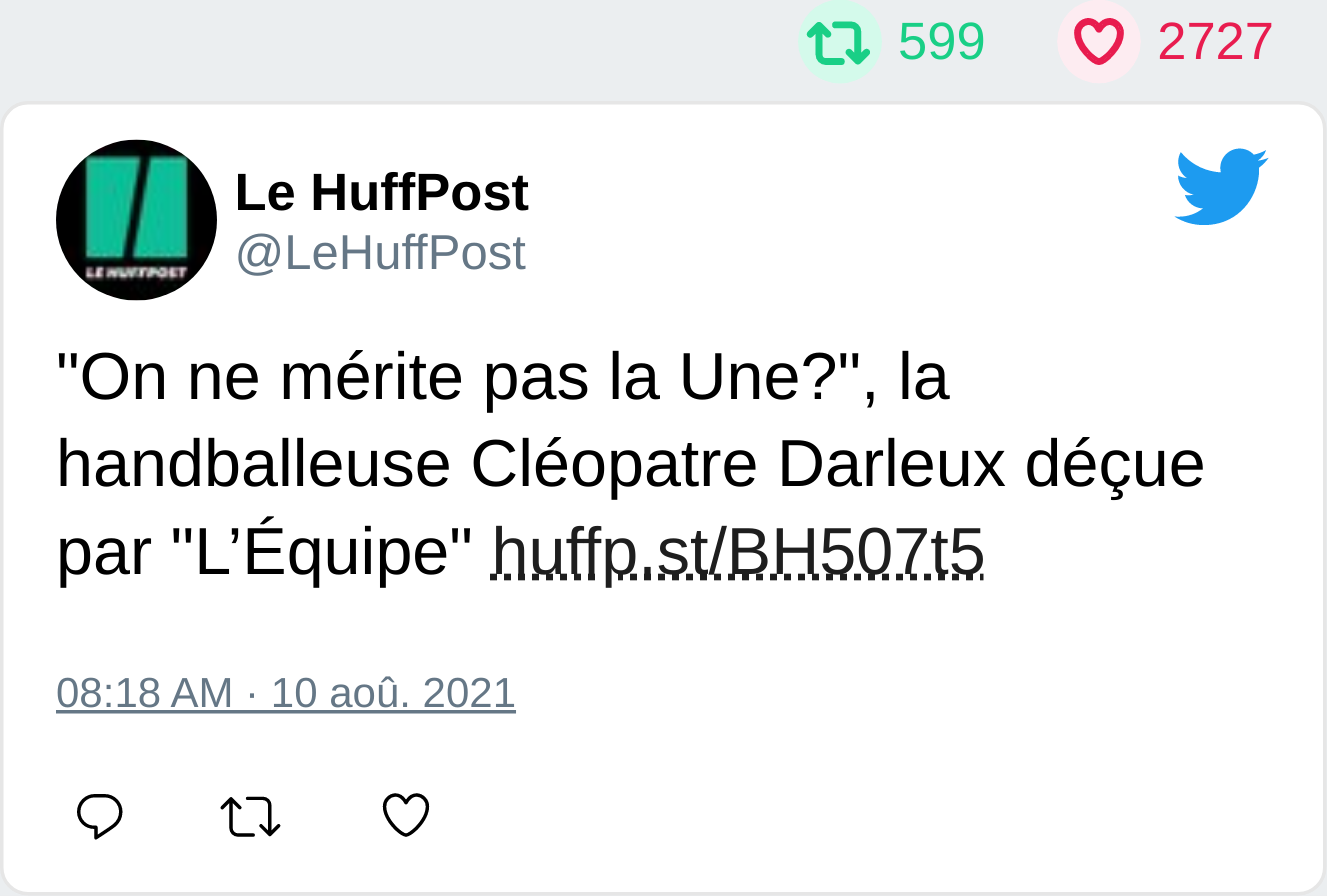 599 2727
Le HuffPost
@LeHuffPost
LE HUFFPOST
"On ne mérite pas la Une?", la
handballeuse Cléopatre Darleux déçue
par "L’Équipe" huffp.st/BH507t5
08:18 AM · 10 aoû. 2021